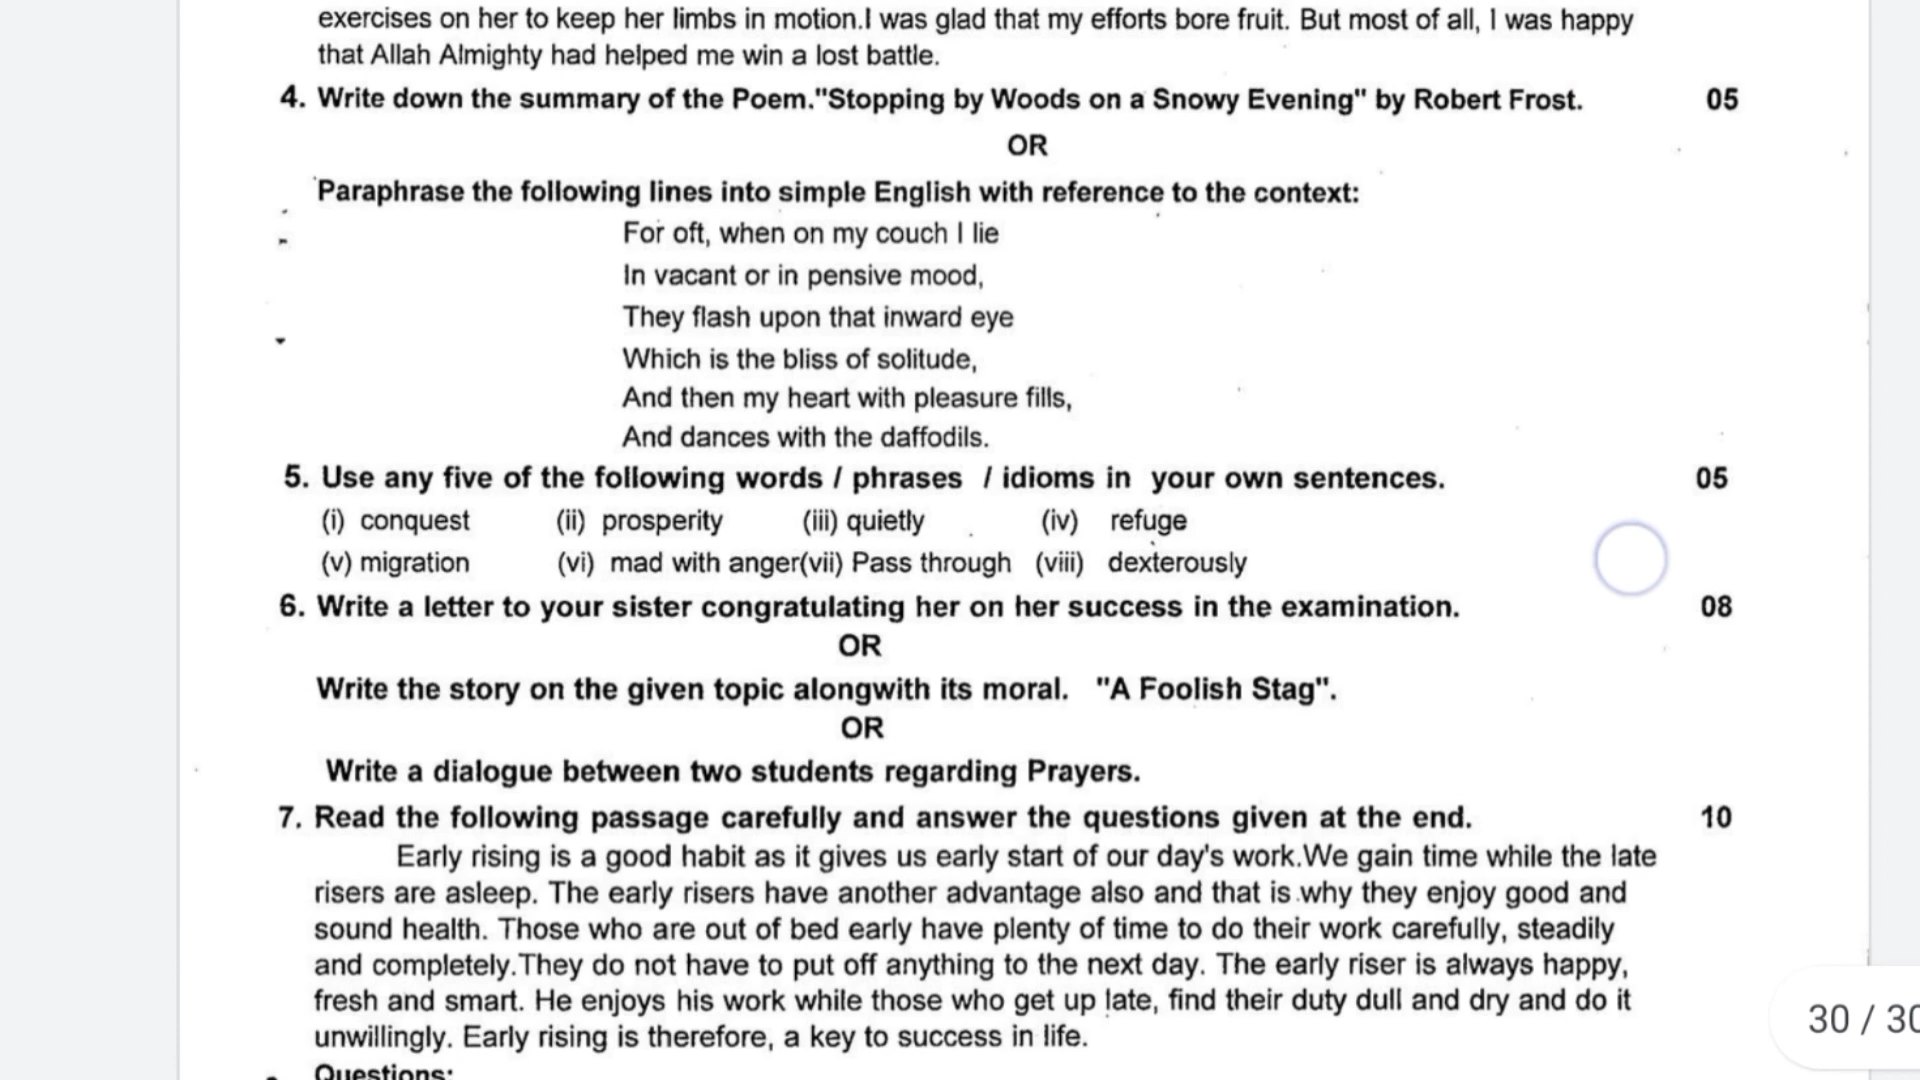 exercises on her to keep her limbs in motion.I was glad that my efforts bore fruit. But most of all, I was happy
that Allah Almighty had helped me win a lost battle.
4. Write down the summary of the Poem."Stopping by Woods on a Snowy Evening" by Robert Frost. 05
OR
Paraphrase the following lines into simple English with reference to the context:
For oft, when on my couch I lie
In vacant or in pensive mood,
They flash upon that inward eye
Which is the bliss of solitude,
And then my heart with pleasure fills,
And dances with the daffodils.
5. Use any five of the following words / phrases / idioms in your own sentences. 05
(i) conquest (ii) prosperity (iii) quietly (iv) refuge
(v) migration (vi) mad with anger(vii) Pass through (viii) dexterously
6. Write a letter to your sister congratulating her on her success in the examination. 08
OR
Write the story on the given topic alongwith its moral. "A Foolish Stag".
OR
Write a dialogue between two students regarding Prayers.
7. Read the following passage carefully and answer the questions given at the end. 10
Early rising is a good habit as it gives us early start of our day's work.We gain time while the late
risers are asleep. The early risers have another advantage also and that is why they enjoy good and
sound health. Those who are out of bed early have plenty of time to do their work carefully, steadily
and completely.They do not have to put off anything to the next day. The early riser is always happy,
fresh and smart. He enjoys his work while those who get up late, find their duty dull and dry and do it
unwillingly. Early rising is therefore, a key to success in life.
Questions:
30 / 30